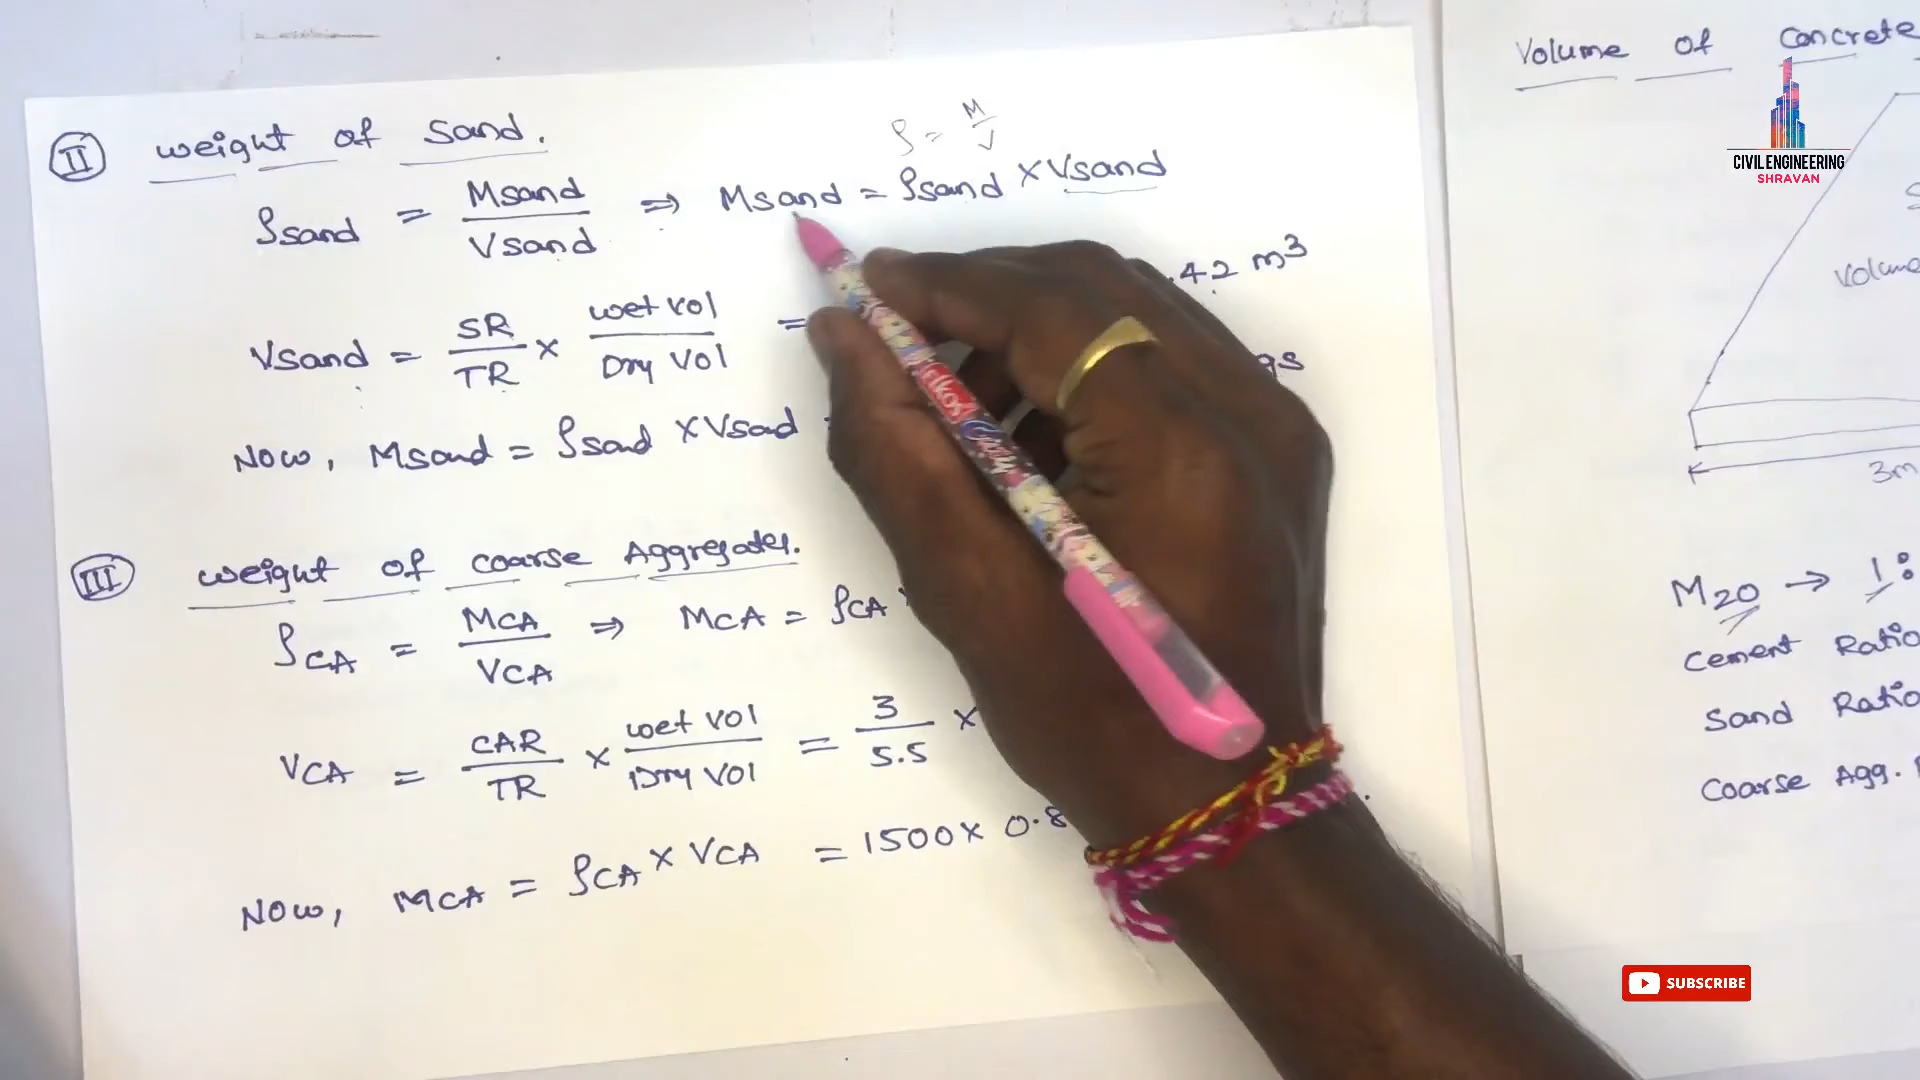 II weight of Sand.
ρ = M/V
ρsand = Msand/Vsand ⇒ Msand = ρsand × Vsand
Vsand = SR/TR × wet vol/Dry Vol = .42 m³
gs
Now, Msand = ρsand × Vsad
III weight of coarse Aggregates.
ρCA = MCA/VCA ⇒ MCA = ρCA
VCA = CAR/TR × wet vol/Dry vol = 3/5.5 ×
Now, MCA = ρCA × VCA = 1500 × 0.8
Volume of Concrete
CIVIL ENGINEERING
SHRAVAN
Volume
3m
M20 → 1:
Cement Ratio
Sand Ratio
Coarse Agg.
elkos
SUBSCRIBE